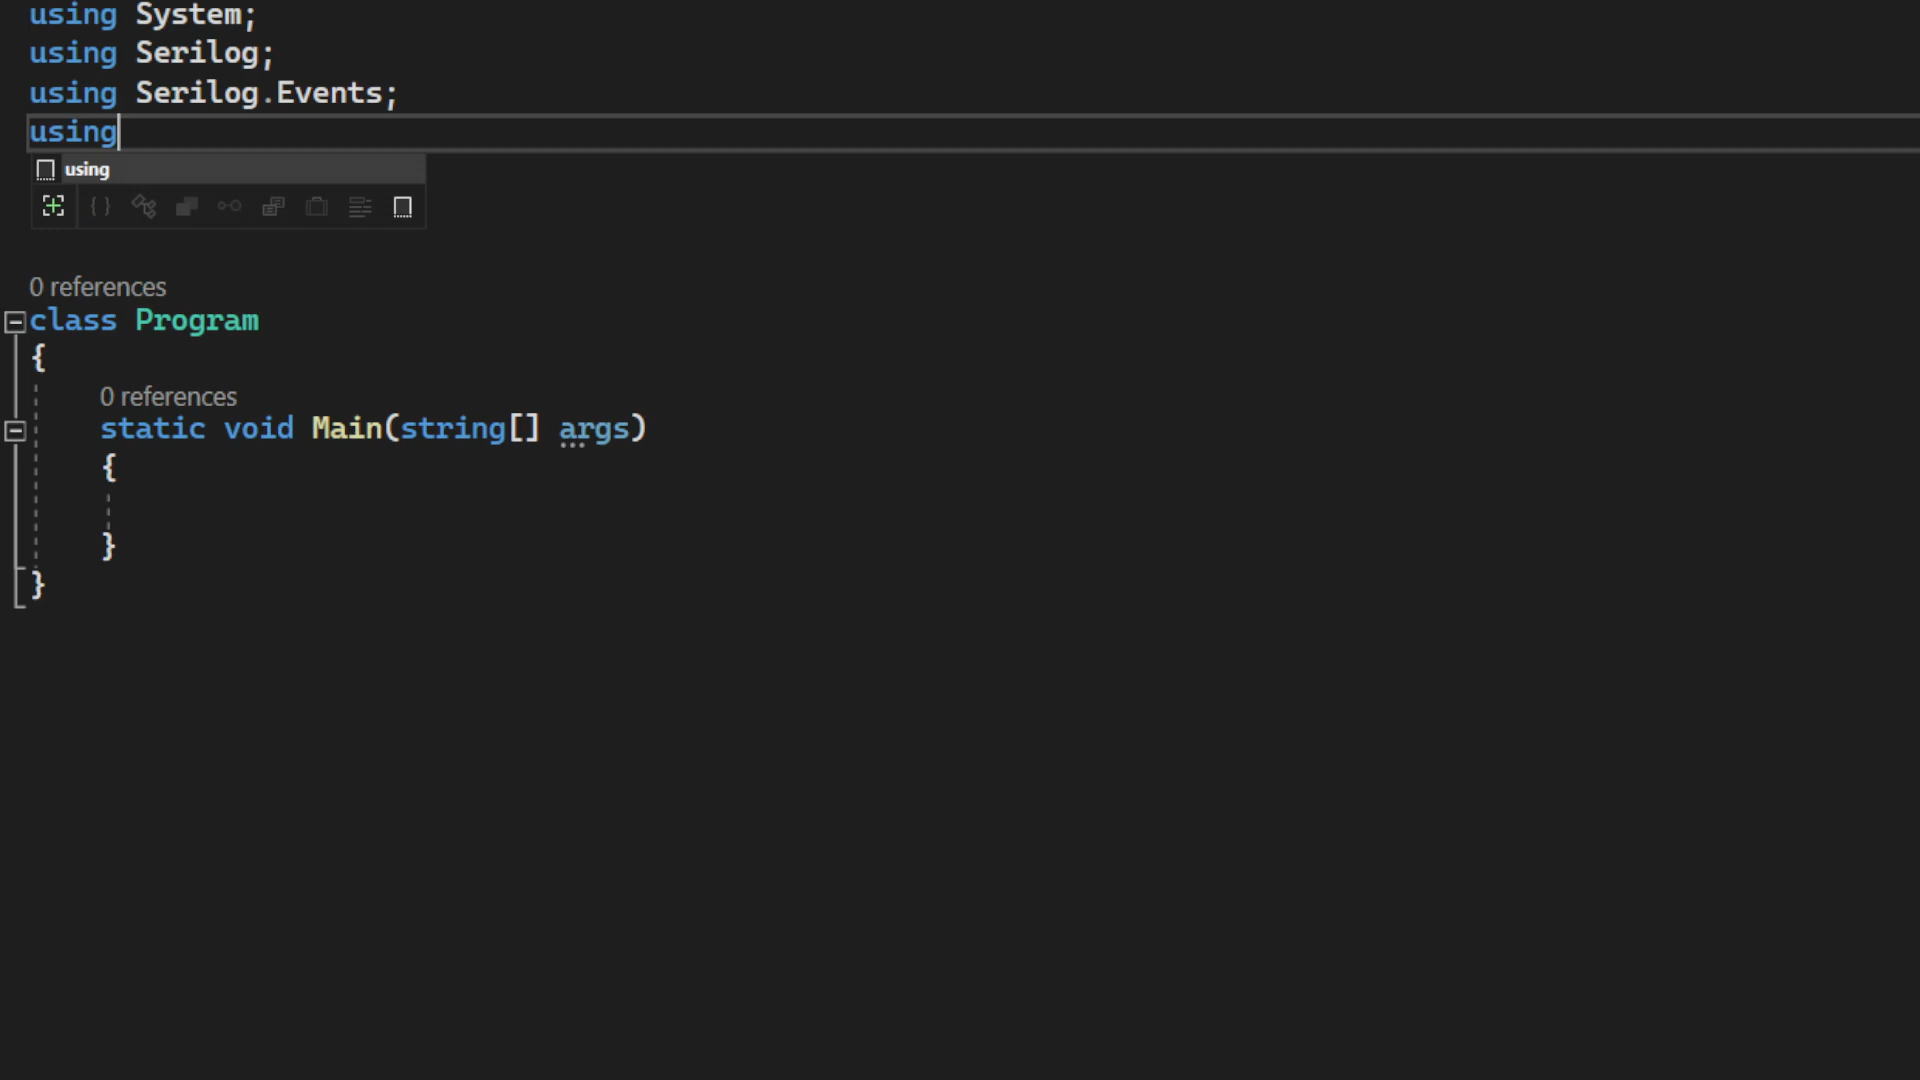 using System;
using Serilog;
using Serilog.Events;
using
using
0 references
class Program
{
0 references
static void Main(string[] args)
{
}
}